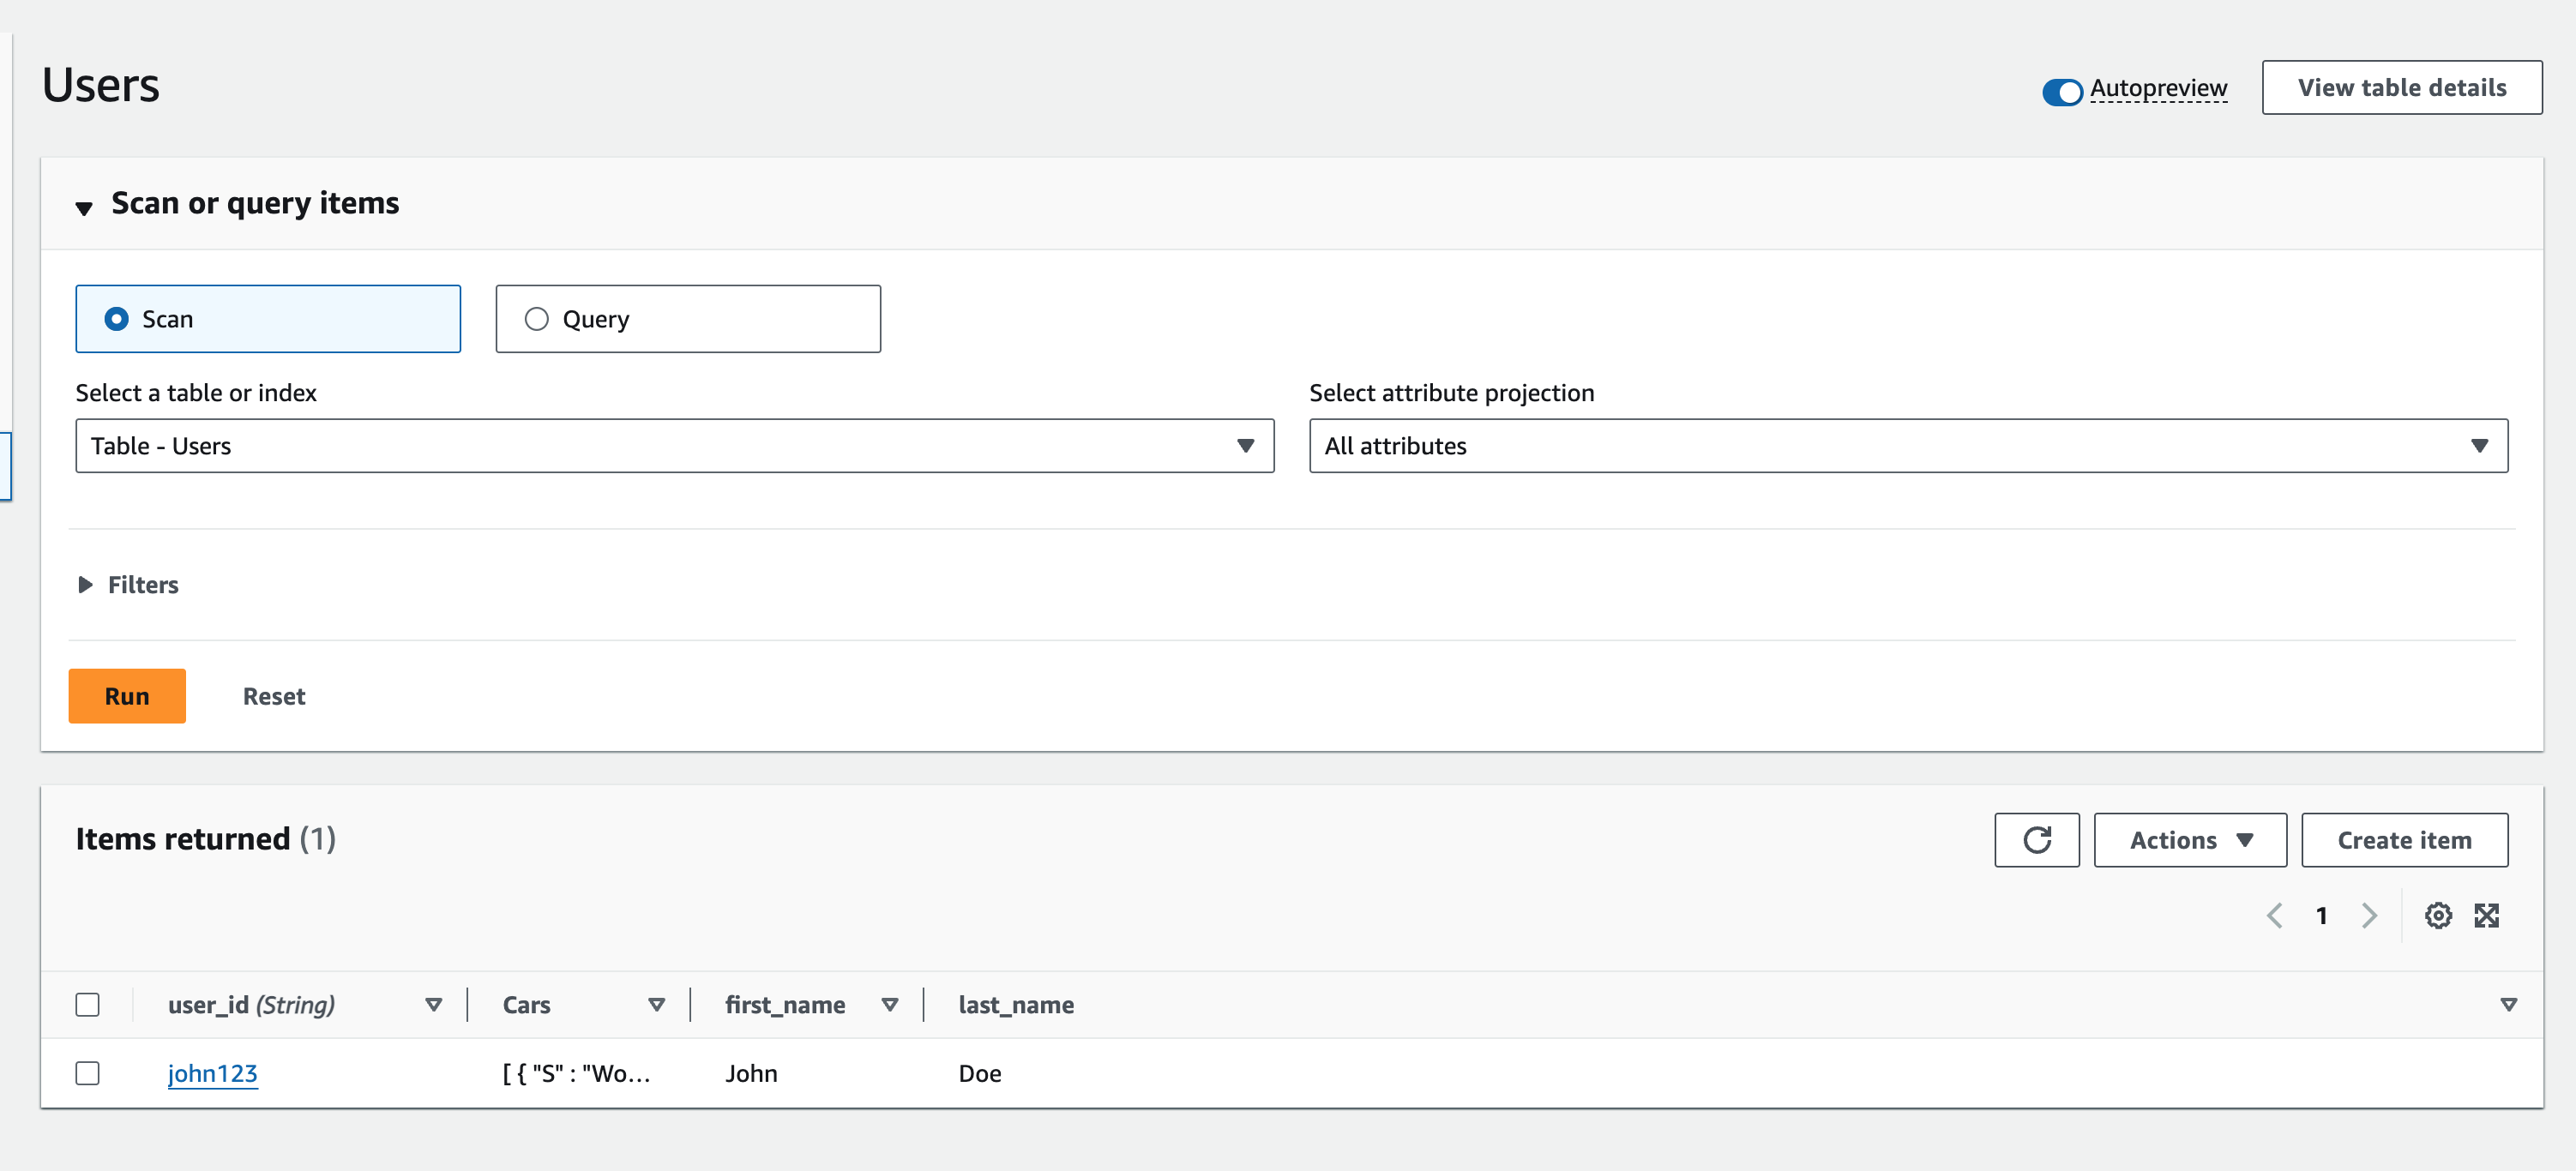 Users
Autopreview
View table details
Scan or query items
Scan
Query
Select a table or index
Select attribute projection
Table - Users
All attributes
Filters
Run
Reset
Items returned (1)
Actions
Create item
1
user_id (String)
Cars
first_name
last_name
john123
[ { "S" : "Wo...
John
Doe